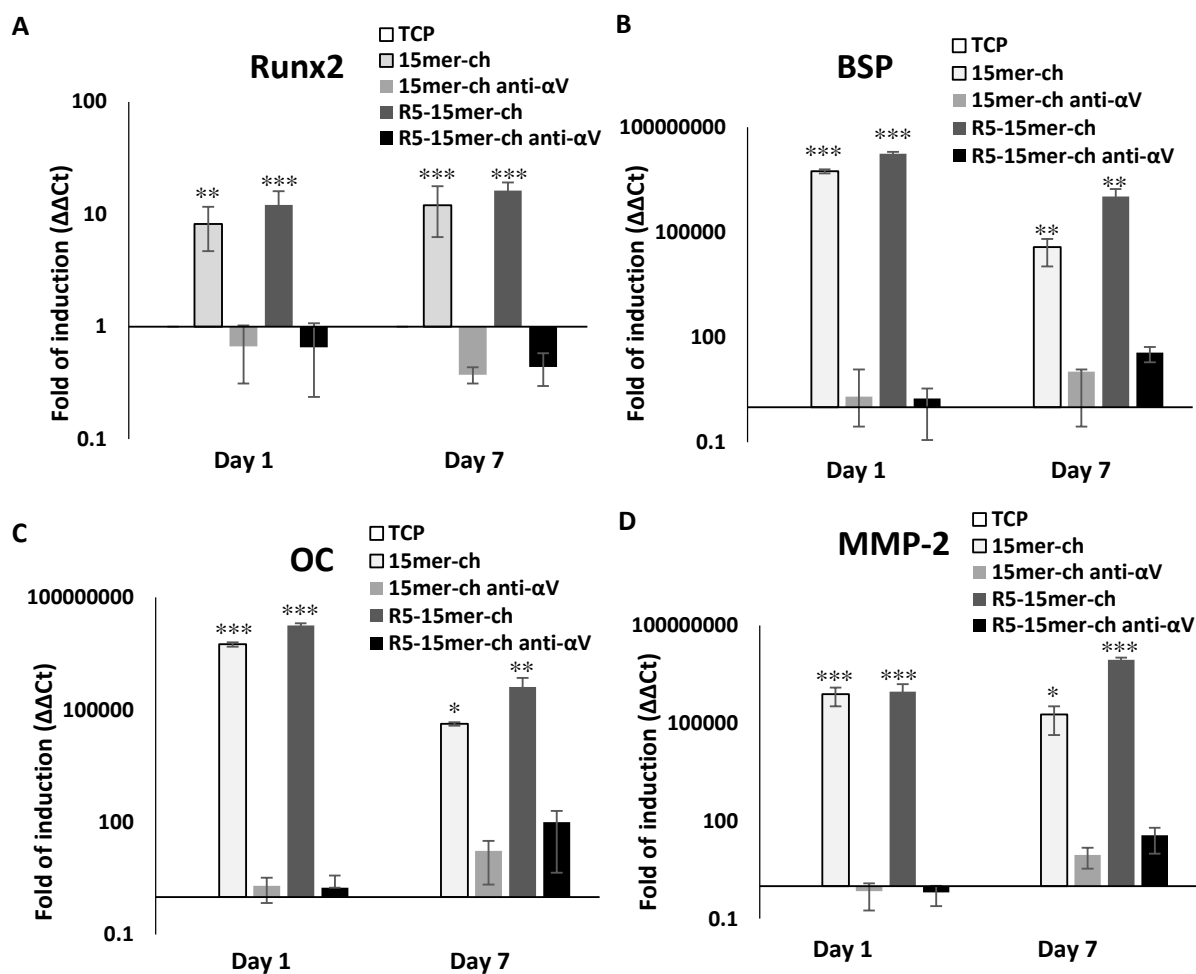 A
Runx2
TCP
15mer-ch
15mer-ch anti-αV
R5-15mer-ch
R5-15mer-ch anti-αV
Fold of induction (ΔΔCt)
100
10
1
0.1
** *** *** ***
Day 1 Day 7
B
BSP
TCP
15mer-ch
15mer-ch anti-αV
R5-15mer-ch
R5-15mer-ch anti-αV
Fold of induction (ΔΔCt)
100000000
100000
100
0.1
*** *** ** **
Day 1 Day 7
C
OC
TCP
15mer-ch
15mer-ch anti-αV
R5-15mer-ch
R5-15mer-ch anti-αV
Fold of induction (ΔΔCt)
100000000
100000
100
0.1
*** *** * **
Day 1 Day 7
D
MMP-2
TCP
15mer-ch
15mer-ch anti-αV
R5-15mer-ch
R5-15mer-ch anti-αV
Fold of induction (ΔΔCt)
100000000
100000
100
0.1
*** *** * ***
Day 1 Day 7